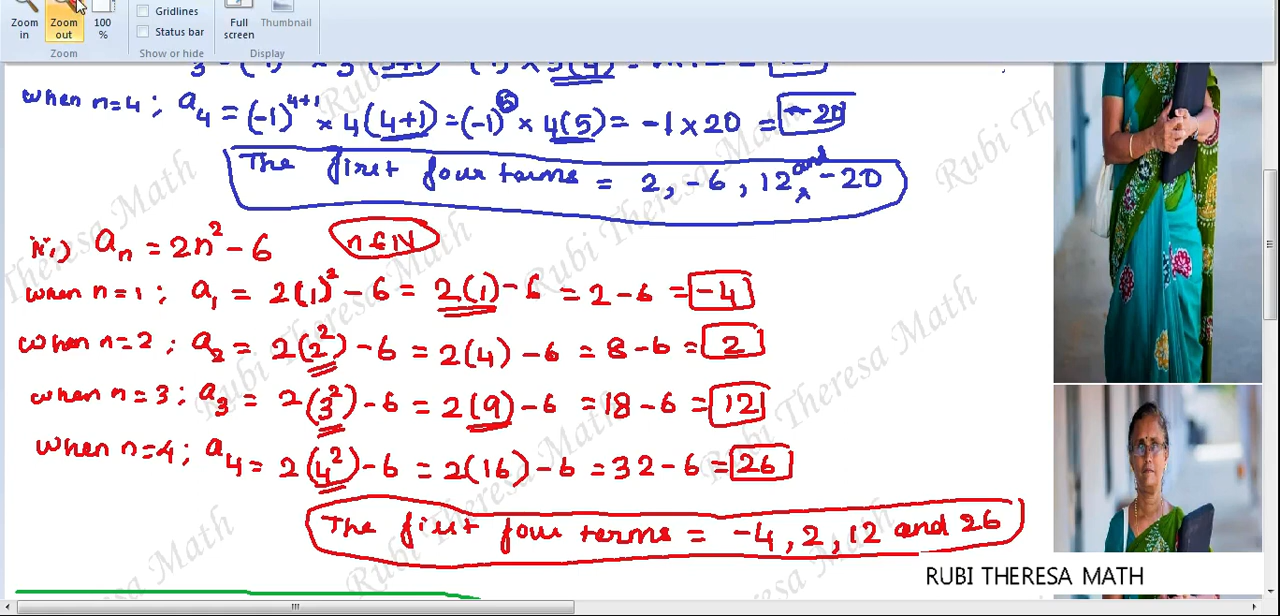 Zoom in
Zoom out
100 %
Gridlines
Status bar
Full screen
Thumbnail
Zoom
Show or hide
Display
when n=4; a₄ = (-1)⁴⁺¹ × 4(4+1) = (-1)⁵ × 4(5) = -1 × 20 = -20
The first four terms = 2, -6, 12 and -20
iii) aₙ = 2n² - 6 n∈N
when n=1; a₁ = 2(1)² - 6 = 2(1) - 6 = 2 - 6 = -4
when n=2; a₂ = 2(2²) - 6 = 2(4) - 6 = 8 - 6 = 2
when n=3; a₃ = 2(3²) - 6 = 2(9) - 6 = 18 - 6 = 12
when n=4; a₄ = 2(4²) - 6 = 2(16) - 6 = 32 - 6 = 26
The first four terms = -4, 2, 12 and 26
RUBI THERESA MATH
Rubi Theresa Math